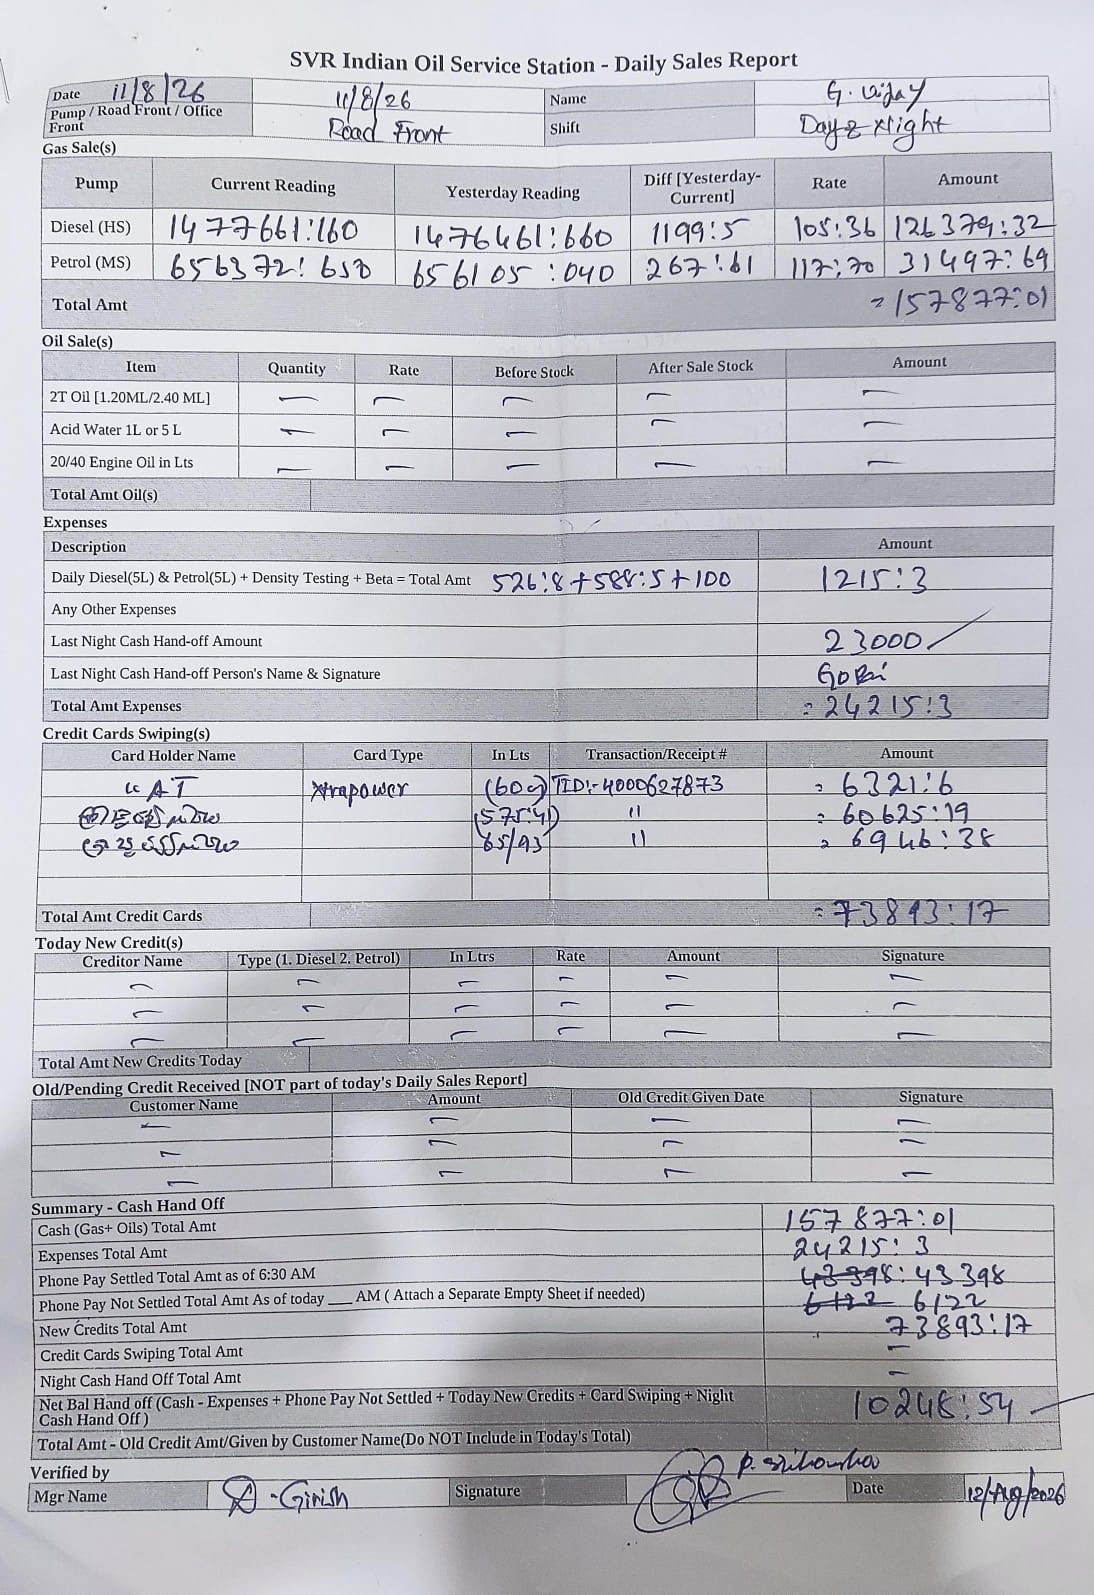 SVR Indian Oil Service Station - Daily Sales Report
Date 11/8/26 11/8/26 Name G. Vijay
Pump / Road Front / Office Front Road Front Shift Day & Night
Gas Sale(s)
Pump Current Reading Yesterday Reading Diff [Yesterday-Current] Rate Amount
Diesel (HS) 1477661:160 1476461:660 1199:5 105:36 126379:32
Petrol (MS) 656372:650 656105:040 267:61 117:70 31497:69
Total Amt =157877:01
Oil Sale(s)
Item Quantity Rate Before Stock After Sale Stock Amount
2T Oil [1.20ML/2.40 ML] — — — — —
Acid Water 1L or 5 L — — — — —
20/40 Engine Oil in Lts — — — — —
Total Amt Oil(s)
Expenses
Description Amount
Daily Diesel(5L) & Petrol(5L) + Density Testing + Beta = Total Amt 526:8+588:5+100 1215:3
Any Other Expenses
Last Night Cash Hand-off Amount 23000
Last Night Cash Hand-off Person's Name & Signature Gopi
Total Amt Expenses =24215:3
Credit Cards Swiping(s)
Card Holder Name Card Type In Lts Transaction/Receipt # Amount
AT Xtrapower TID:-4000627873 =6321:6
(575:41) " =60625:19
65/93 " =6946:38
Total Amt Credit Cards =73893:17
Today New Credit(s)
Creditor Name Type (1. Diesel 2. Petrol) In Ltrs Rate Amount Signature
— — — — — —
— — — — — —
— — — — — —
Total Amt New Credits Today
Old/Pending Credit Received [NOT part of today's Daily Sales Report]
Customer Name Amount Old Credit Given Date Signature
— — — —
— — — —
— — — —
Summary - Cash Hand Off
Cash (Gas+ Oils) Total Amt 157877:01
Expenses Total Amt 24215:3
Phone Pay Settled Total Amt as of 6:30 AM 43398: 43398
Phone Pay Not Settled Total Amt As of today ___ AM ( Attach a Separate Empty Sheet if needed) 6122 6122
New Credits Total Amt 73893:17
Credit Cards Swiping Total Amt —
Night Cash Hand Off Total Amt —
Net Bal Hand off (Cash - Expenses + Phone Pay Not Settled + Today New Credits + Card Swiping + Night Cash Hand Off ) 10248:54
Total Amt - Old Credit Amt/Given by Customer Name(Do NOT Include in Today's Total)
Verified by
Mgr Name Girish Signature Date 12/Aug/2026